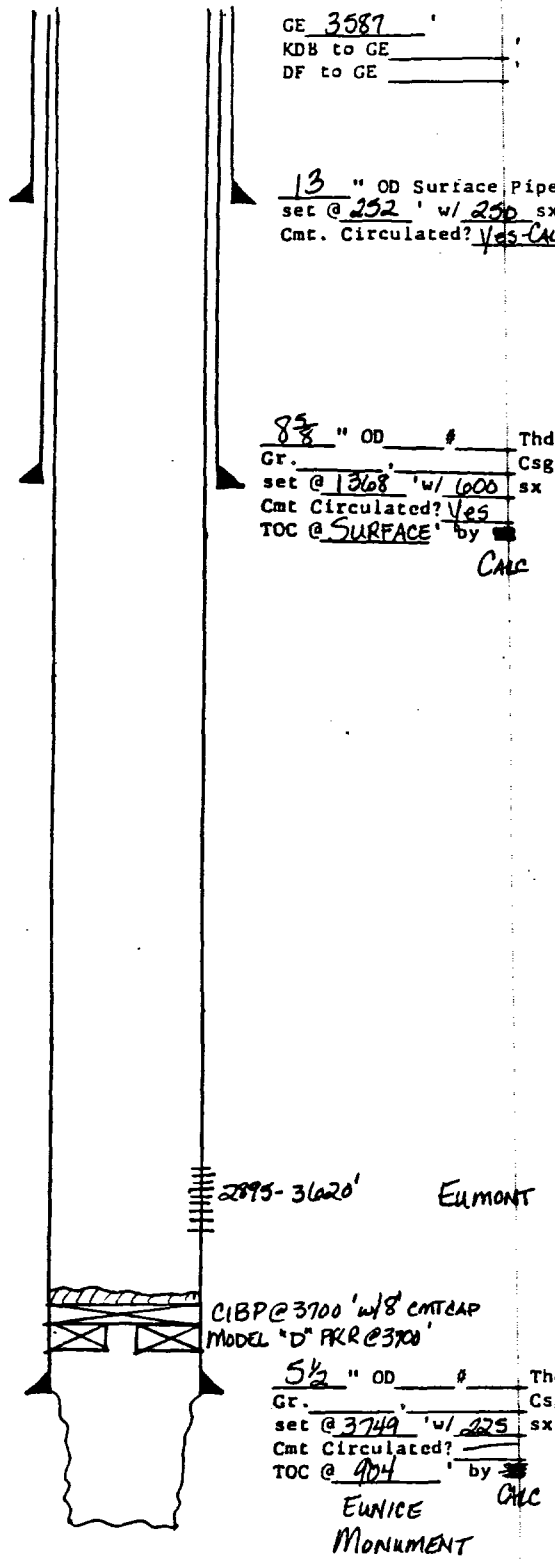 GE 3587 '
KDB to GE '
DF to GE '
13 " OD Surface Pipe
set @ 252 ' w/ 250 sx
Cmt. Circulated? Yes-CAL
8 5/8 " OD # Thd
Gr. , Csg
set @ 1368 ' w/ 600 sx
Cmt Circulated? Yes
TOC @ SURFACE ' by
CALC
2895-3620' EUMONT
CIBP @ 3700 ' w/ 8' CMT CAP
MODEL "D" PKR @ 3700'
5 1/2 " OD # Th
Gr. , Cs
set @ 3749 ' w/ 225 sx
Cmt Circulated? —
TOC @ 904 ' by
CALC
EUNICE
MONUMENT